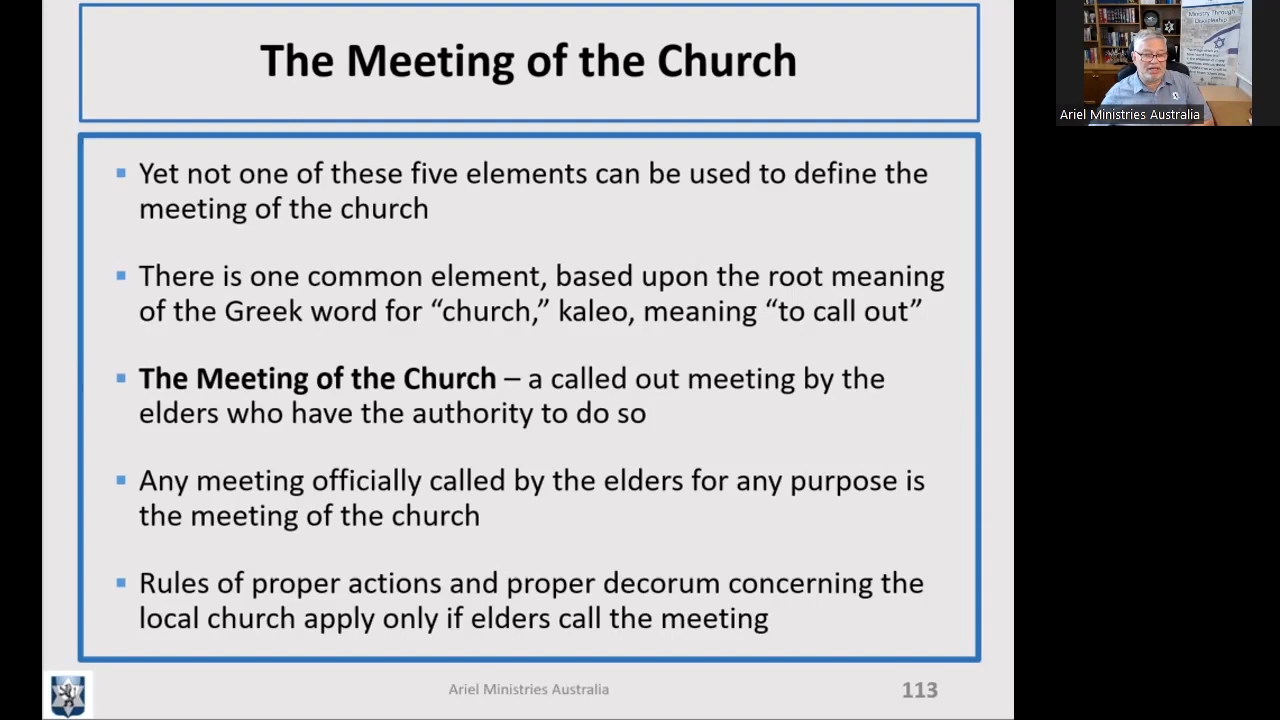 The Meeting of the Church
Yet not one of these five elements can be used to define the
meeting of the church
There is one common element, based upon the root meaning
of the Greek word for “church,” kaleo, meaning “to call out”
The Meeting of the Church – a called out meeting by the
elders who have the authority to do so
Any meeting officially called by the elders for any purpose is
the meeting of the church
Rules of proper actions and proper decorum concerning the
local church apply only if elders call the meeting
Ariel Ministries Australia
113
Ministry Through
Discipleship
Ariel Ministries Australia